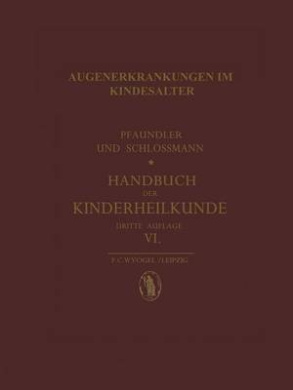 AUGENERKRANKUNGEN IM
KINDESALTER
PFAUNDLER
UND SCHLOSSMANN
*
HANDBUCH
DER
KINDERHEILKUNDE
DRITTE AUFLAGE
VI.
F.C.W.VOGEL/LEIPZIG